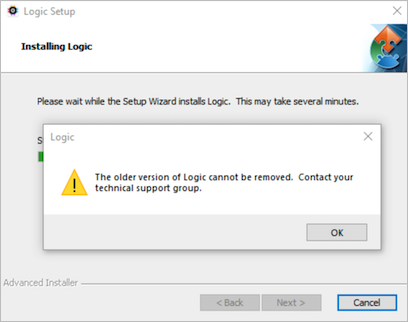 Logic Setup
Installing Logic
Please wait while the Setup Wizard installs Logic. This may take several minutes.
Logic
The older version of Logic cannot be removed. Contact your
technical support group.
OK
Advanced Installer
< Back
Next >
Cancel